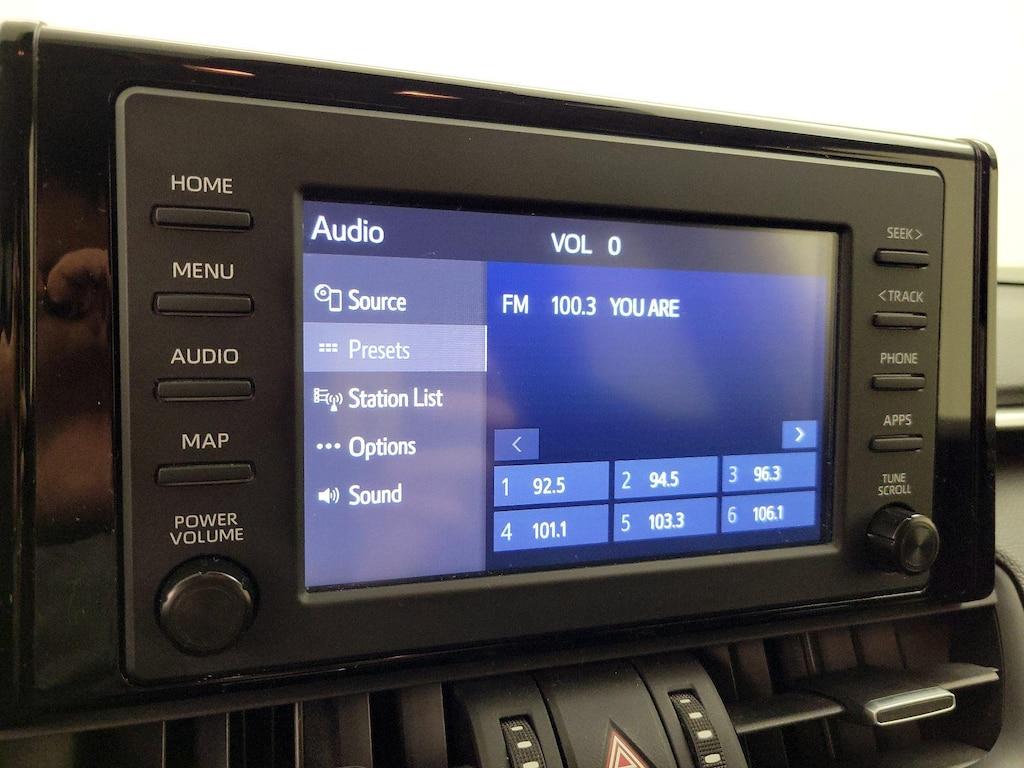 HOME
MENU
AUDIO
MAP
POWER
VOLUME
Audio
VOL 0
Source
Presets
Station List
Options
Sound
FM 100.3 YOU ARE
<
>
1 92.5
2 94.5
3 96.3
4 101.1
5 103.3
6 106.1
SEEK >
< TRACK
PHONE
APPS
TUNE
SCROLL